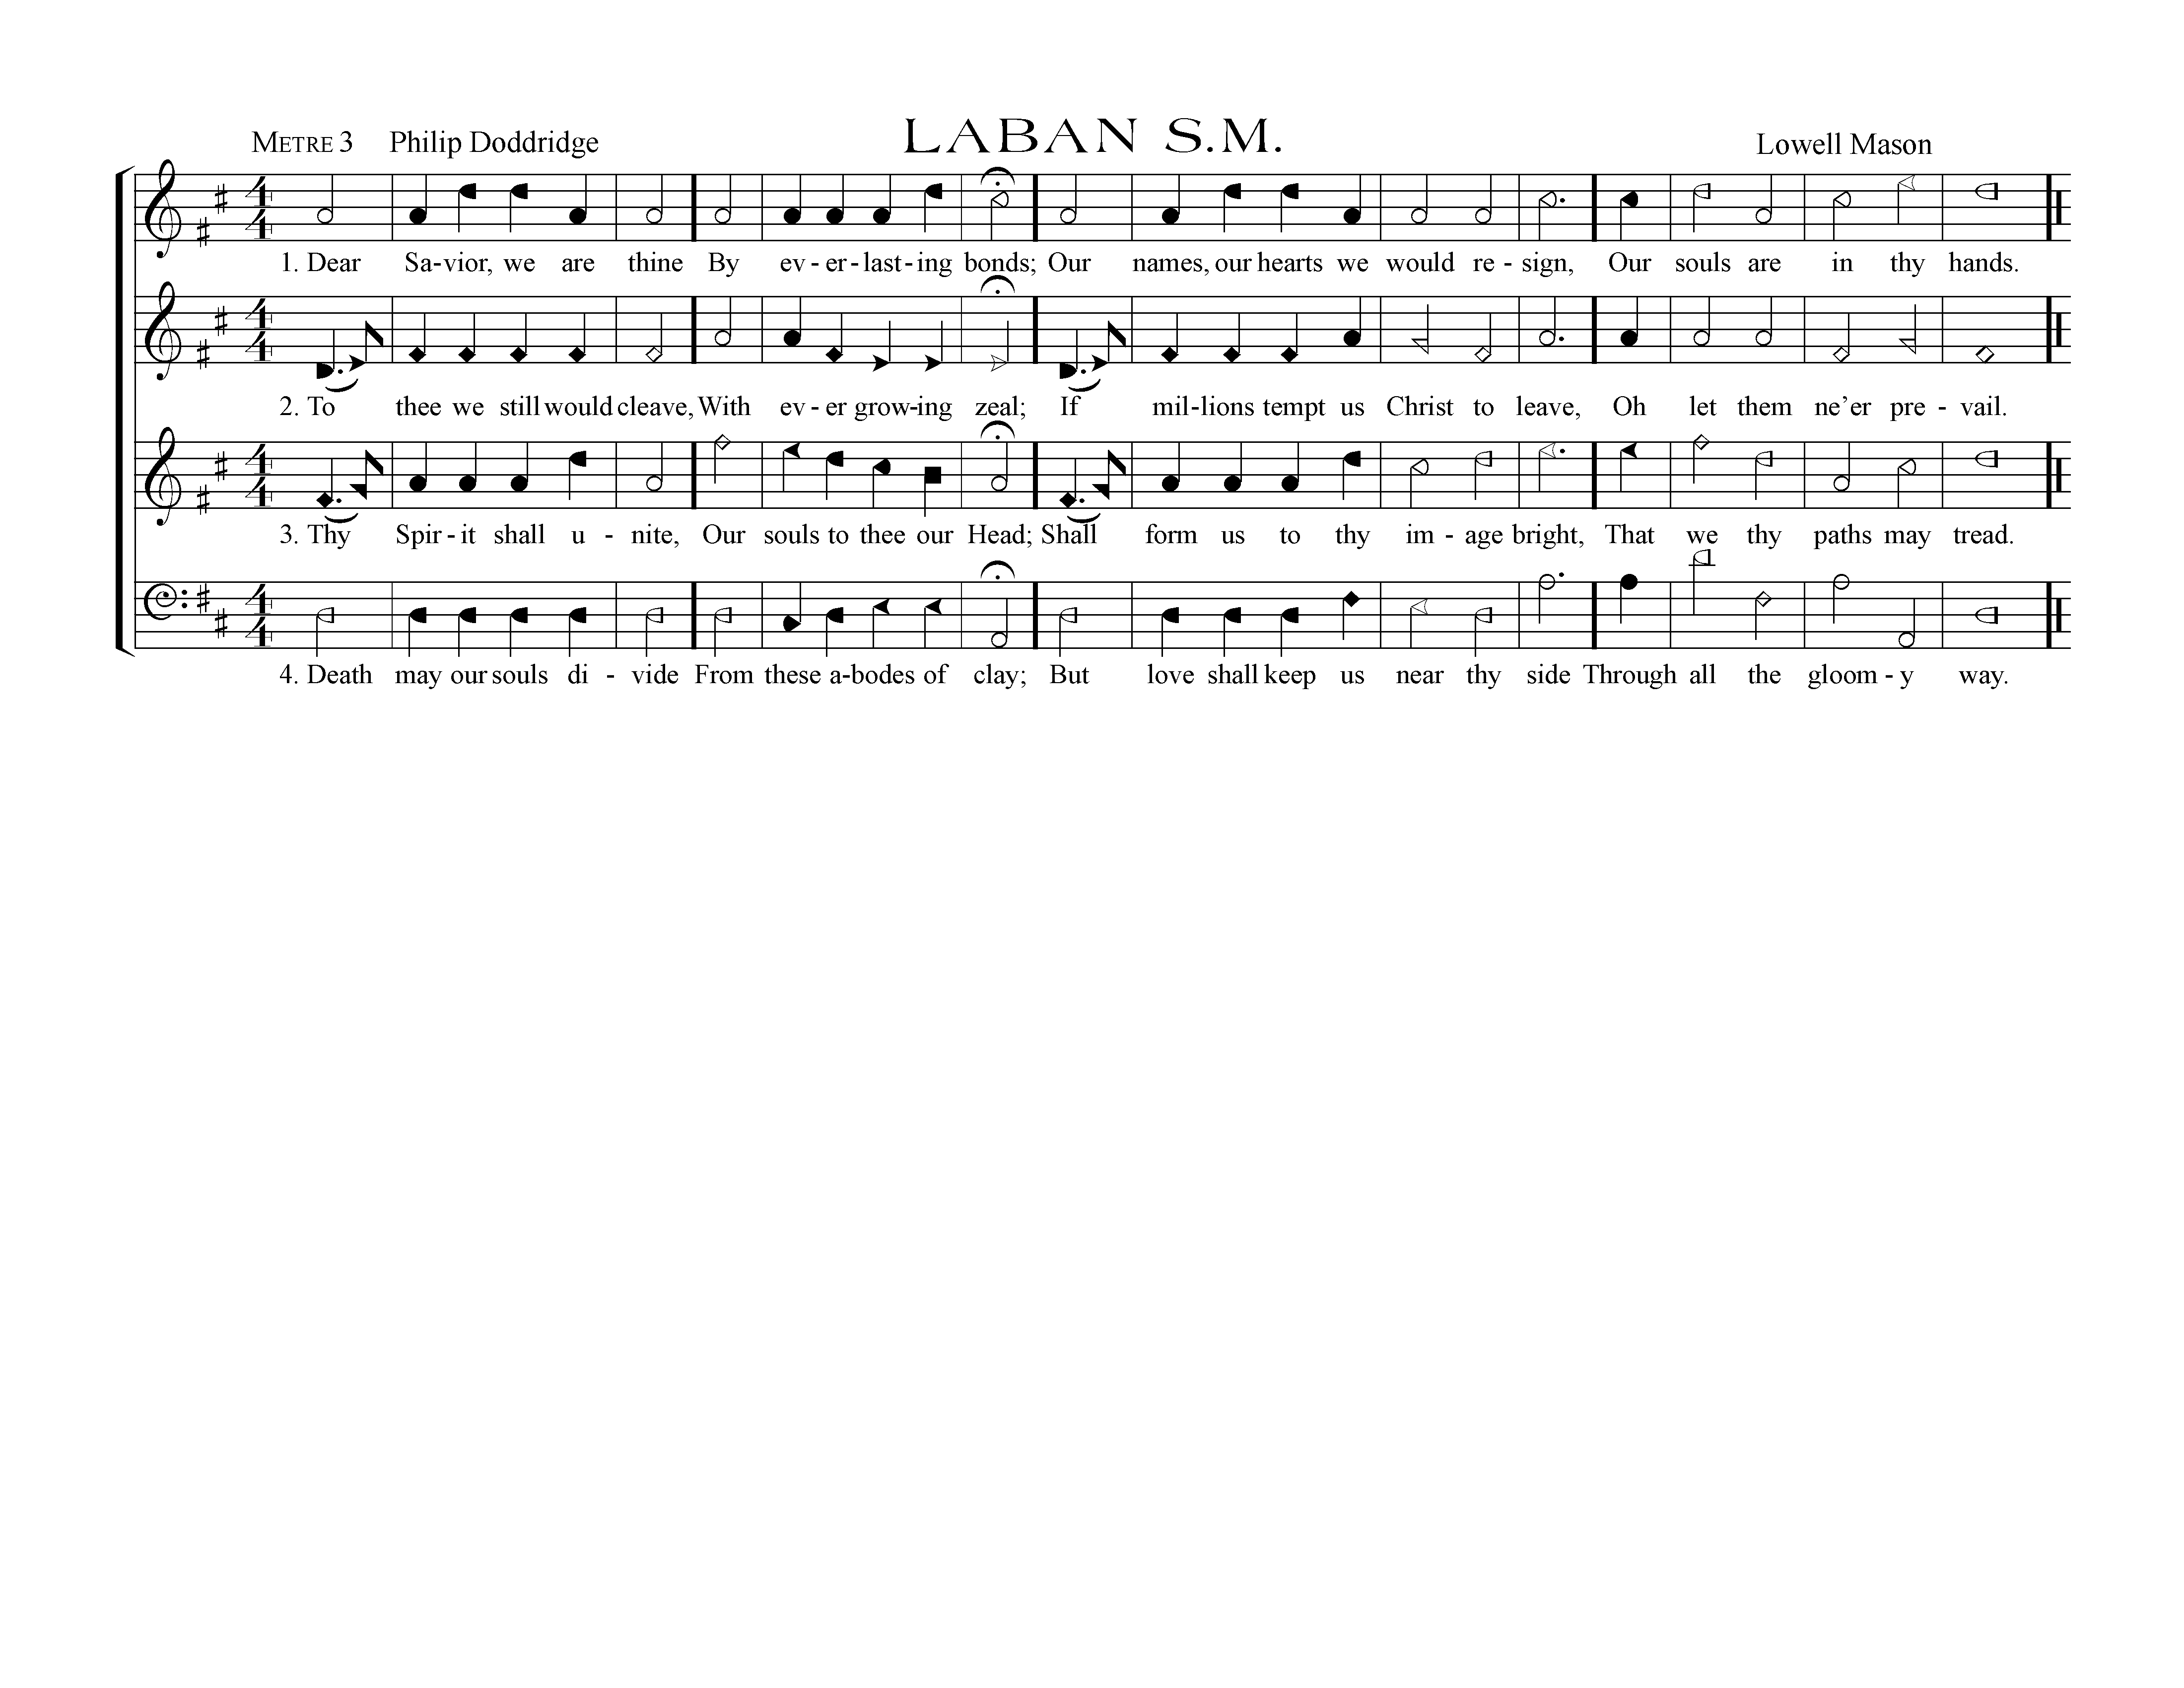 LABAN S.M.
METRE 3 Philip Doddridge Lowell Mason
1. Dear Sa-vior, we are thine By ev-er-last-ing bonds; Our names, our hearts we would re-sign, Our souls are in thy hands.
2. To thee we still would cleave, With ev-er grow-ing zeal; If mil-lions tempt us Christ to leave, Oh let them ne’er pre-vail.
3. Thy Spir-it shall u-nite, Our souls to thee our Head; Shall form us to thy im-age bright, That we thy paths may tread.
4. Death may our souls di-vide From these a-bodes of clay; But love shall keep us near thy side Through all the gloom-y way.